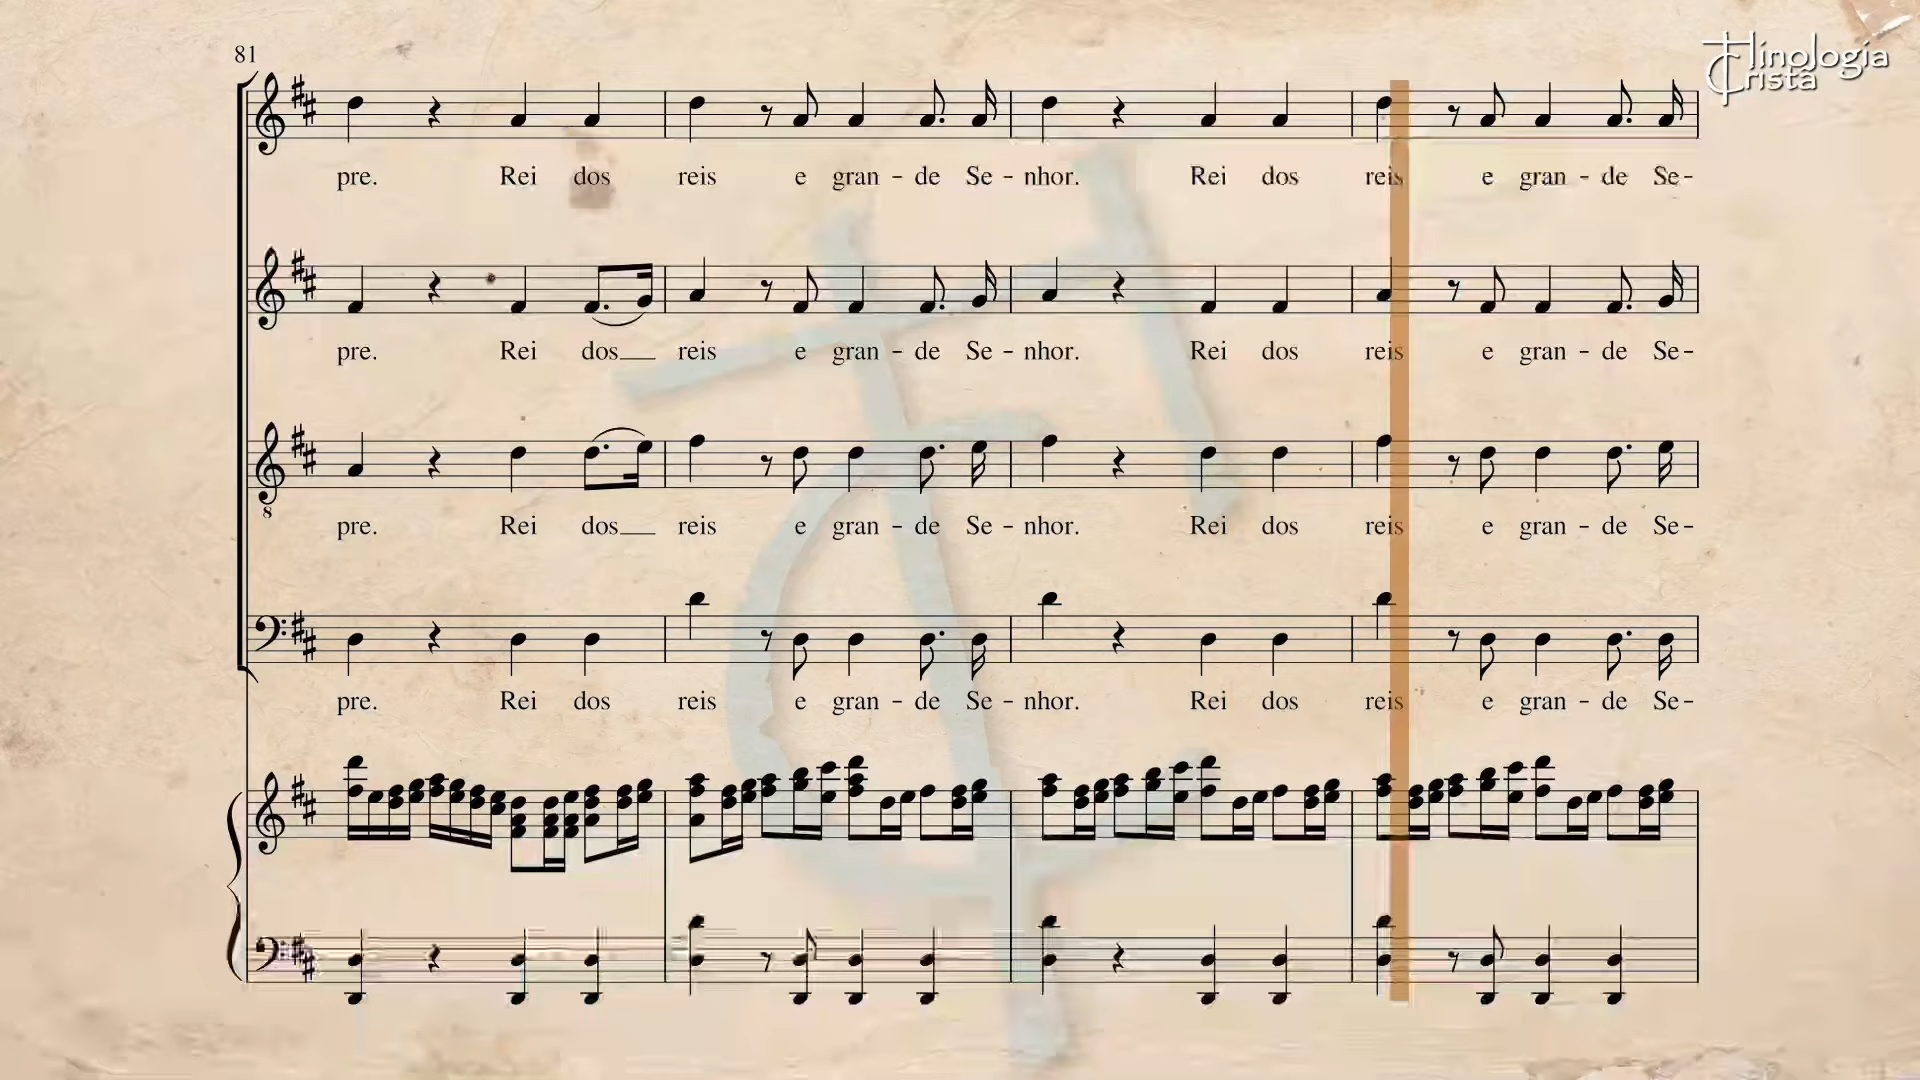 81
Hinologia
Cristã
pre. Rei dos reis e gran - de Se - nhor. Rei dos reis e gran - de Se-
pre. Rei dos reis e gran - de Se - nhor. Rei dos reis e gran - de Se-
8
pre. Rei dos reis e gran - de Se - nhor. Rei dos reis e gran - de Se-
pre. Rei dos reis e gran - de Se - nhor. Rei dos reis e gran - de Se-